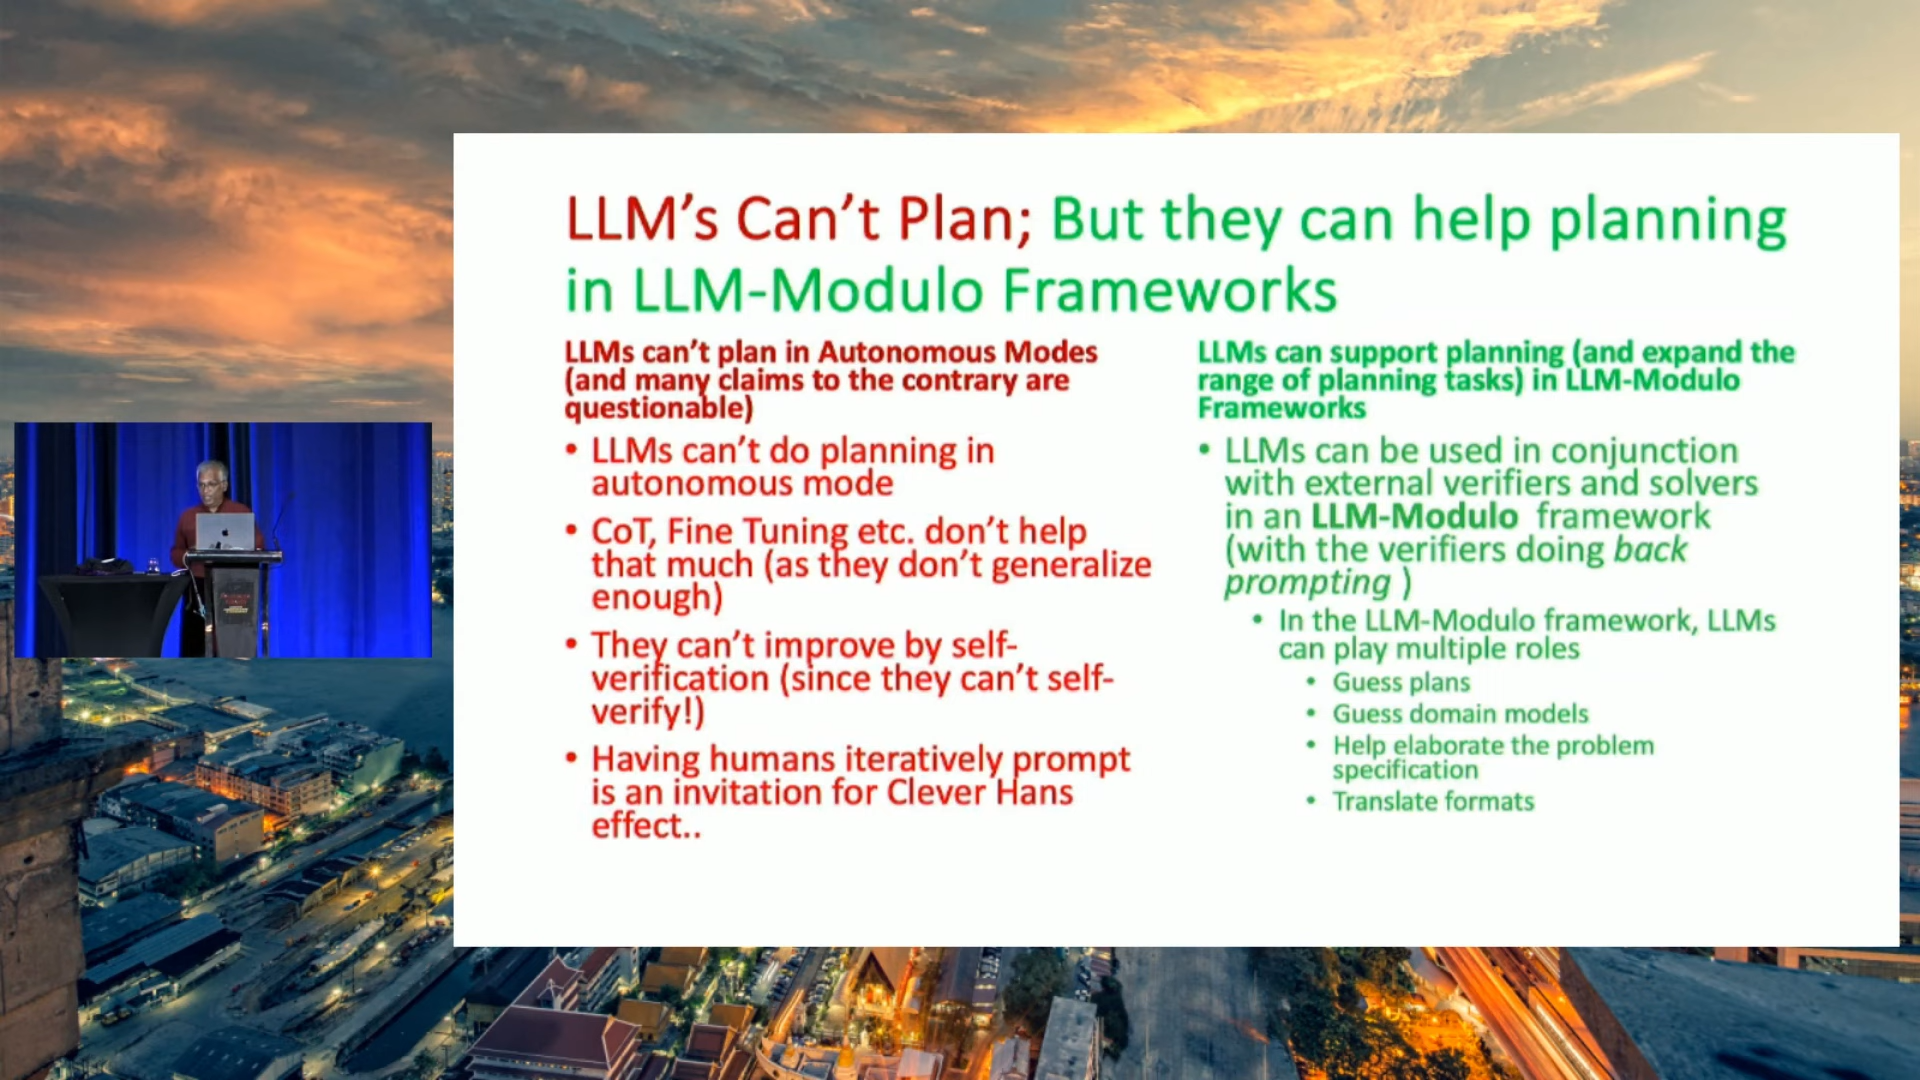 LLM's Can't Plan; But they can help planning
in LLM-Modulo Frameworks
LLMs can't plan in Autonomous Modes
(and many claims to the contrary are
questionable)
• LLMs can't do planning in
autonomous mode
• CoT, Fine Tuning etc. don't help
that much (as they don't generalize
enough)
• They can't improve by self-
verification (since they can't self-
verify!)
• Having humans iteratively prompt
is an invitation for Clever Hans
effect..
LLMs can support planning (and expand the
range of planning tasks) in LLM-Modulo
Frameworks
• LLMs can be used in conjunction
with external verifiers and solvers
in an LLM-Modulo framework
(with the verifiers doing back
prompting )
• In the LLM-Modulo framework, LLMs
can play multiple roles
• Guess plans
• Guess domain models
• Help elaborate the problem
specification
• Translate formats